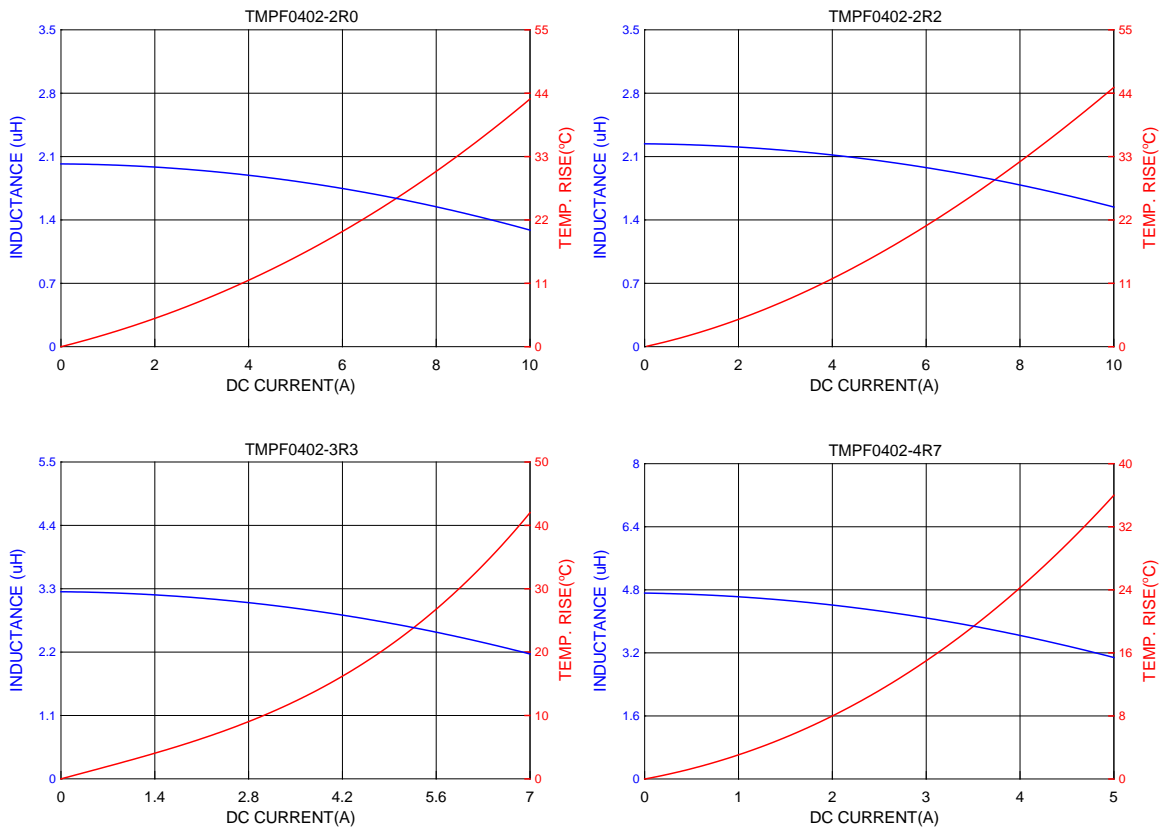 TMPF0402-2R0
3.5
2.8
2.1
1.4
0.7
0
INDUCTANCE (uH)
55
44
33
22
11
0
TEMP. RISE(ºC)
0 2 4 6 8 10
DC CURRENT(A)
TMPF0402-2R2
3.5
2.8
2.1
1.4
0.7
0
INDUCTANCE (uH)
55
44
33
22
11
0
TEMP. RISE(ºC)
0 2 4 6 8 10
DC CURRENT(A)
TMPF0402-3R3
5.5
4.4
3.3
2.2
1.1
0
INDUCTANCE (uH)
50
40
30
20
10
0
TEMP. RISE(ºC)
0 1.4 2.8 4.2 5.6 7
DC CURRENT(A)
TMPF0402-4R7
8
6.4
4.8
3.2
1.6
0
INDUCTANCE (uH)
40
32
24
16
8
0
TEMP. RISE(ºC)
0 1 2 3 4 5
DC CURRENT(A)